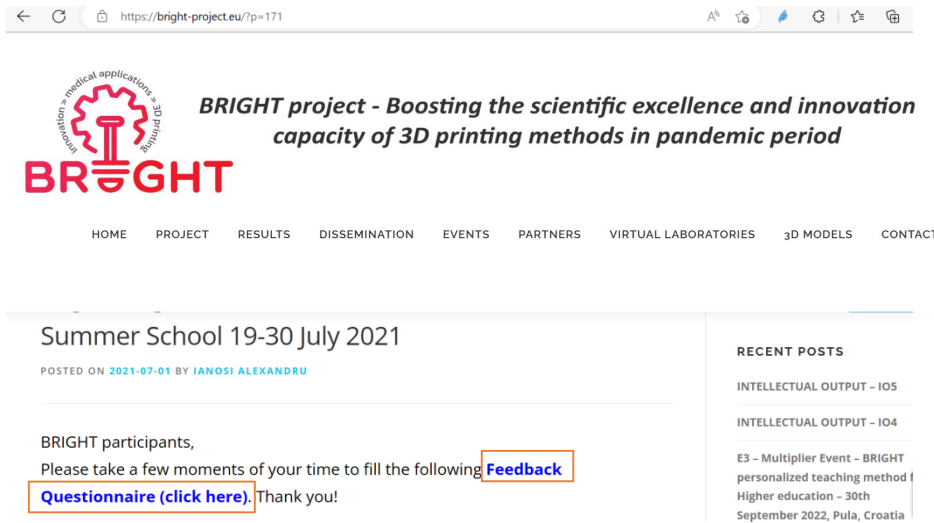 https://bright-project.eu/?p=171
innovation » medical applications » 3D printing
BRIGHT
BRIGHT project - Boosting the scientific excellence and innovation
capacity of 3D printing methods in pandemic period
HOME PROJECT RESULTS DISSEMINATION EVENTS PARTNERS VIRTUAL LABORATORIES 3D MODELS CONTACT
Summer School 19-30 July 2021
POSTED ON 2021-07-01 BY IANOSI ALEXANDRU
BRIGHT participants,
Please take a few moments of your time to fill the following Feedback
Questionnaire (click here). Thank you!
RECENT POSTS
INTELLECTUAL OUTPUT – IO5
INTELLECTUAL OUTPUT – IO4
E3 – Multiplier Event – BRIGHT
personalized teaching method
Higher education – 30th
September 2022, Pula, Croatia